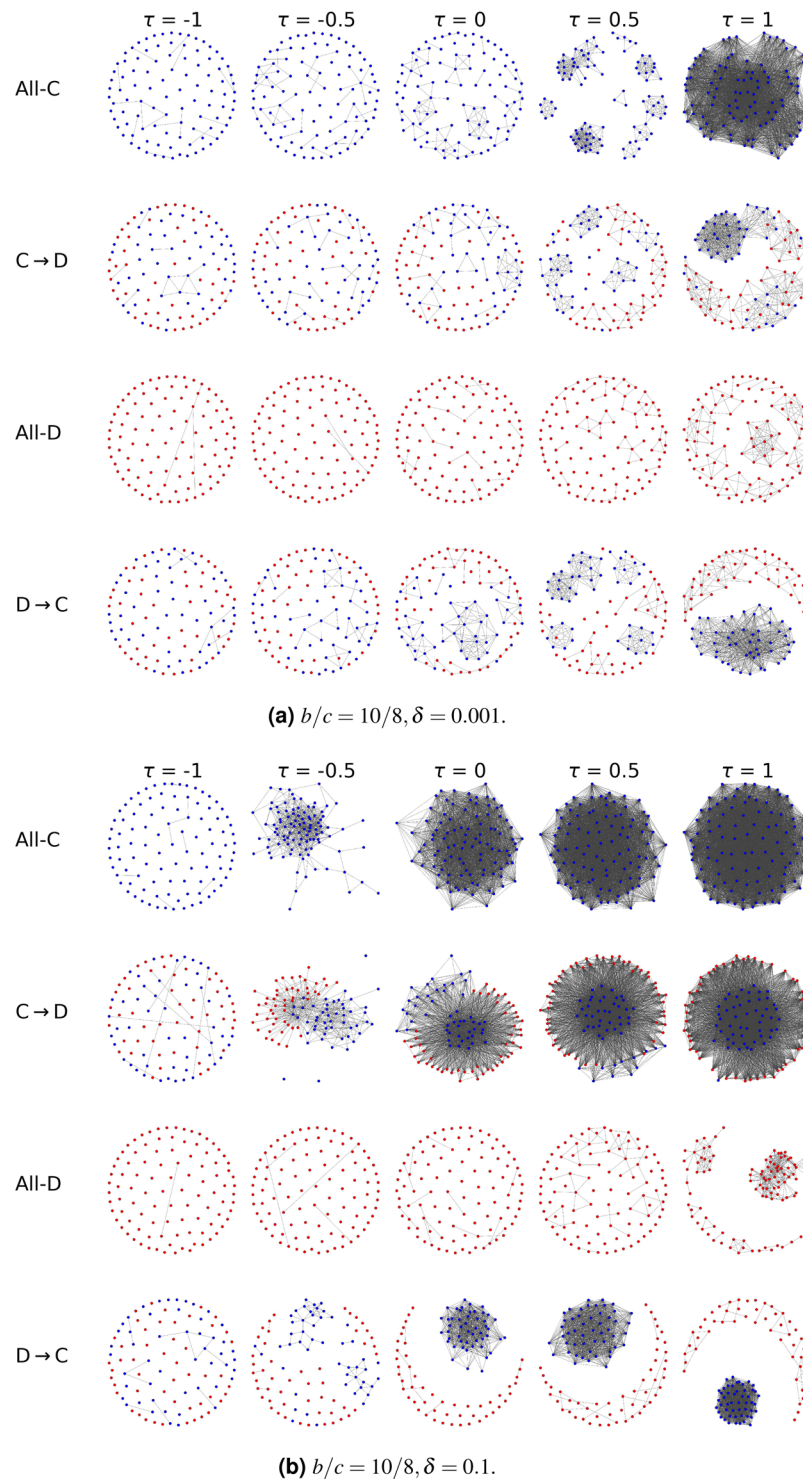 τ = -1 τ = -0.5 τ = 0 τ = 0.5 τ = 1
All-C
C→D
All-D
D→C
(a) b/c = 10/8, δ = 0.001.
τ = -1 τ = -0.5 τ = 0 τ = 0.5 τ = 1
All-C
C→D
All-D
D→C
(b) b/c = 10/8, δ = 0.1.